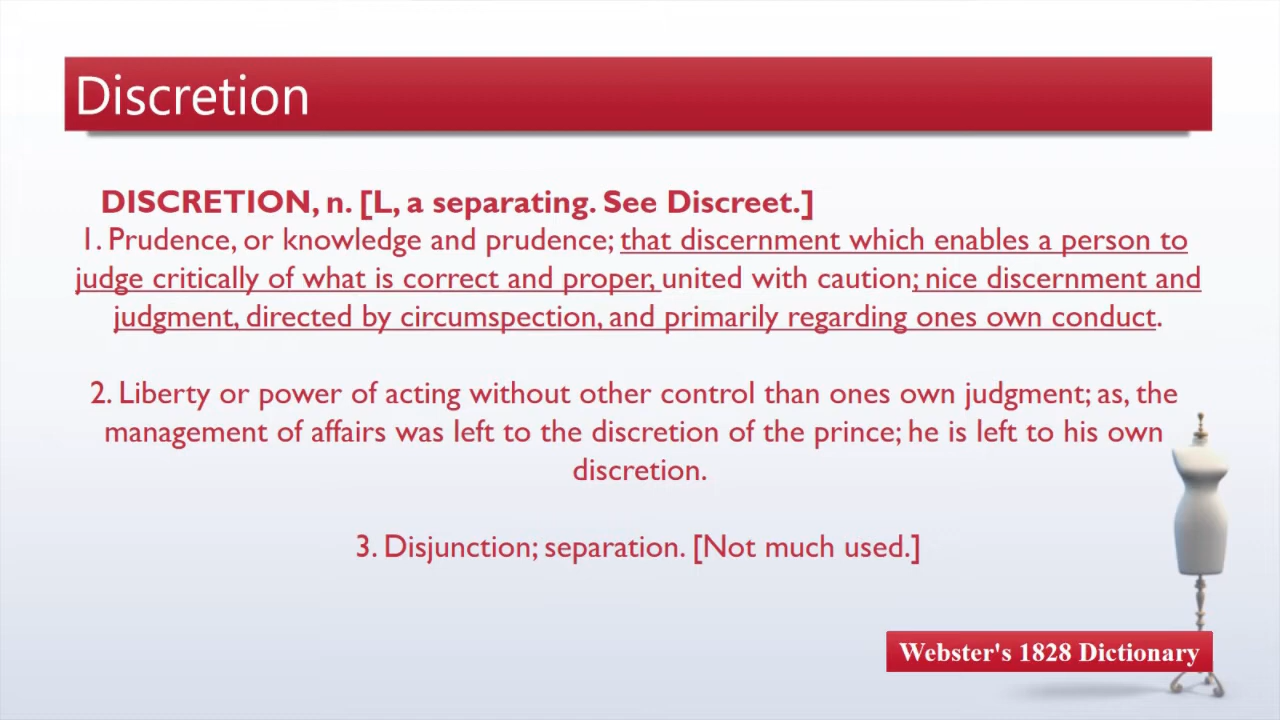 Discretion
DISCRETION, n. [L, a separating. See Discreet.]
1. Prudence, or knowledge and prudence; that discernment which enables a person to
judge critically of what is correct and proper, united with caution; nice discernment and
judgment, directed by circumspection, and primarily regarding ones own conduct.
2. Liberty or power of acting without other control than ones own judgment; as, the
management of affairs was left to the discretion of the prince; he is left to his own
discretion.
3. Disjunction; separation. [Not much used.]
Webster's 1828 Dictionary